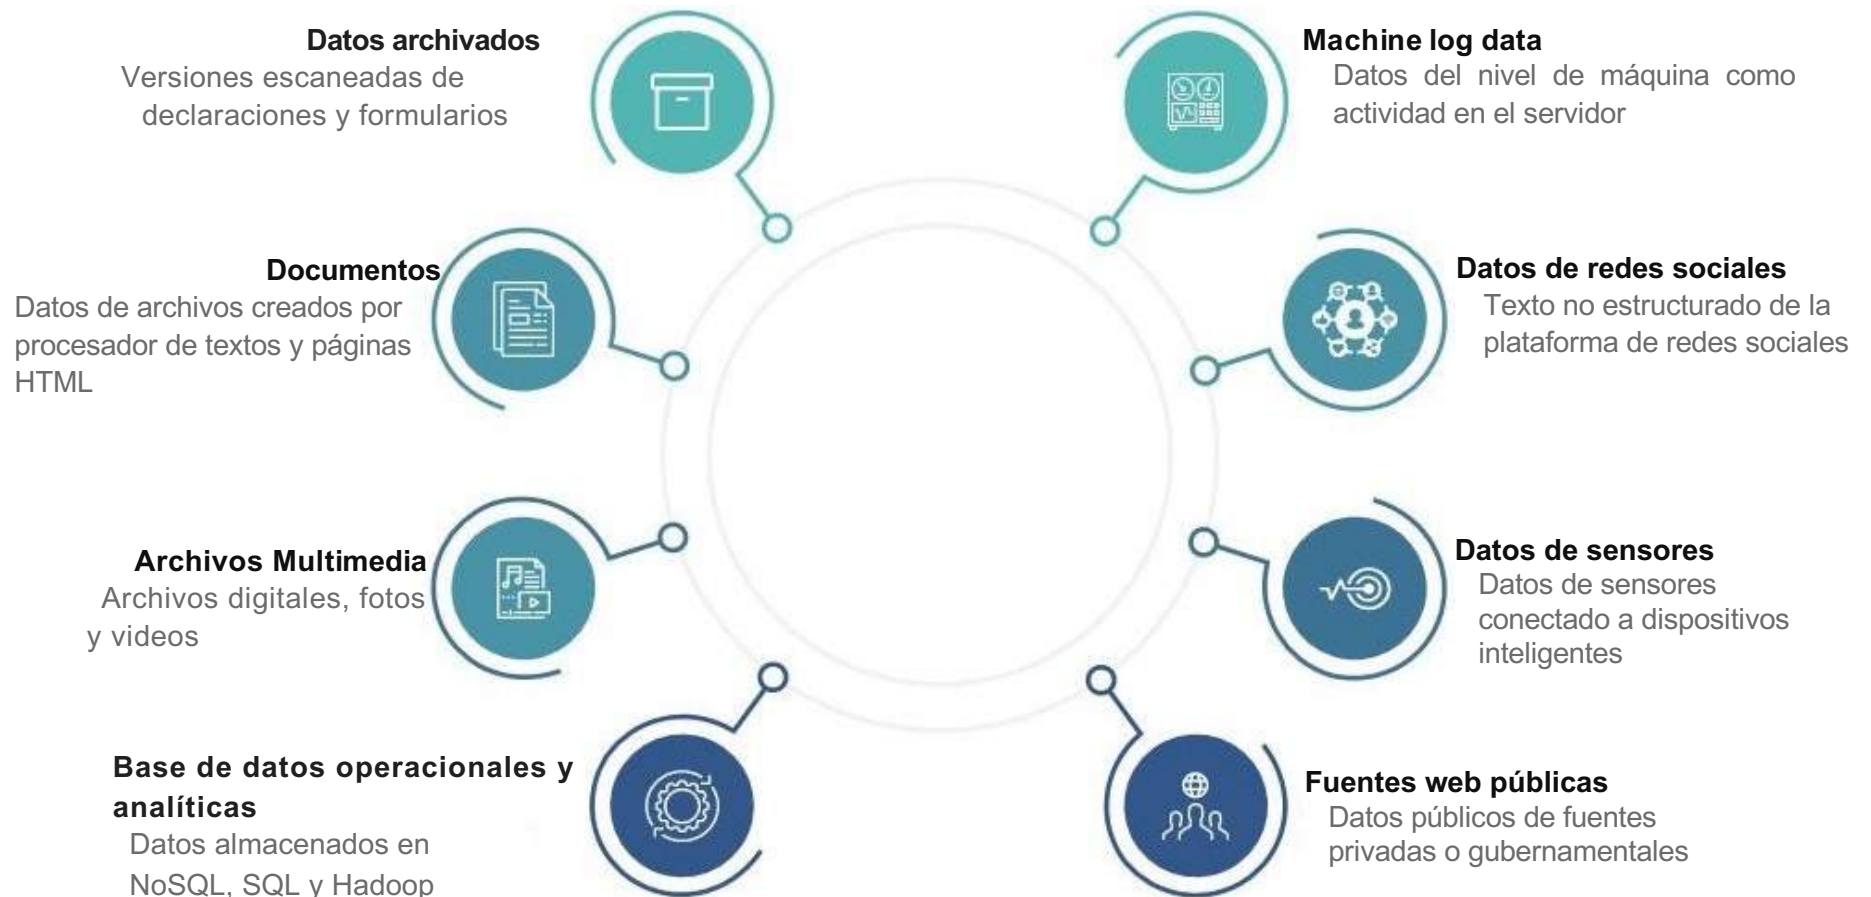 Datos archivados
Versiones escaneadas de
declaraciones y formularios
Documentos
Datos de archivos creados por
procesador de textos y páginas
HTML
Archivos Multimedia
Archivos digitales, fotos
y videos
Base de datos operacionales y
analíticas
Datos almacenados en
NoSQL, SQL y Hadoop
Machine log data
Datos del nivel de máquina como
actividad en el servidor
Datos de redes sociales
Texto no estructurado de la
plataforma de redes sociales
Datos de sensores
Datos de sensores
conectado a dispositivos
inteligentes
Fuentes web públicas
Datos públicos de fuentes
privadas o gubernamentales